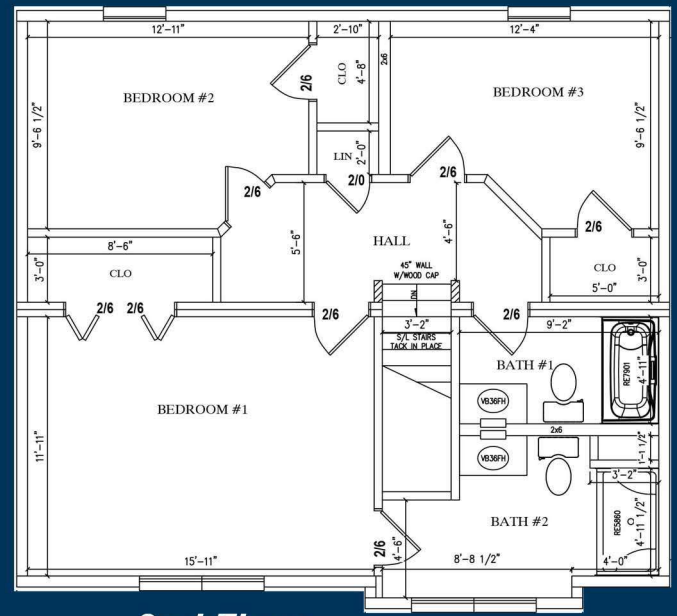 12'-11"
2'-10"
12'-4"
2x6
2/6
CLO
4'-8"
BEDROOM #2
BEDROOM #3
9'-6 1/2"
9'-6 1/2"
LIN
2'-0"
2/6
2/0
2/6
2/6
5'-6"
HALL
4'-6"
8'-6"
3'-0"
CLO
45" WALL
W/WOOD CAP
DN
CLO
3'-0"
5'-0"
2/6
2/6
2/6
2/6
3'-2"
9'-2"
S/L STAIRS
TACK IN PLACE
BATH #1
RE7901
4'-11"
VB36FH
BEDROOM #1
2x6
11'-11"
VB36FH
1'-1 1/2"
3'-2"
BATH #2
RE5860
4'-11 1/2"
2/6
4'-6"
15'-11"
8'-8 1/2"
4'-0"